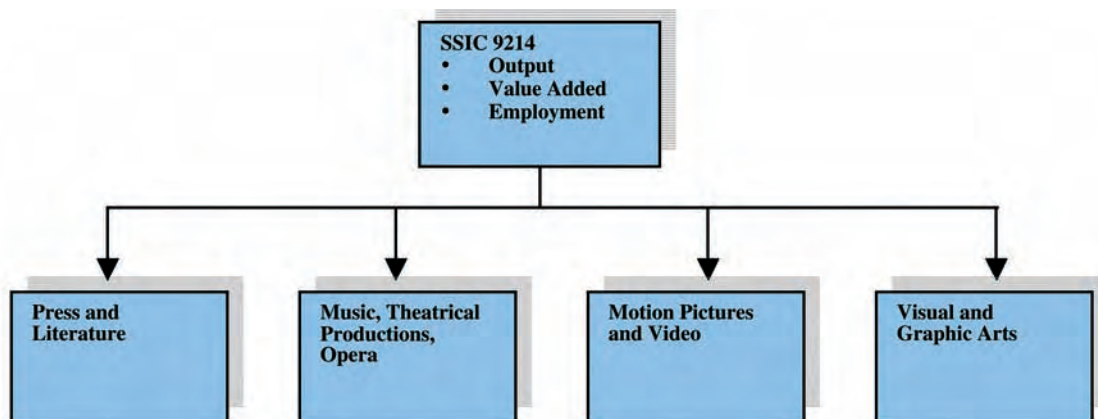 SSIC 9214
• Output
• Value Added
• Employment
Press and
Literature
Music, Theatrical
Productions,
Opera
Motion Pictures
and Video
Visual and
Graphic Arts